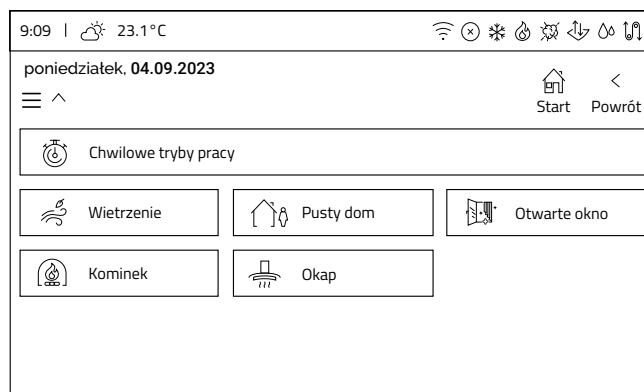 9:09 | 23.1°C
poniedziałek, 04.09.2023
Start Powrót
Chwilowe tryby pracy
Wietrzenie Pusty dom Otwarte okno
Kominek Okap